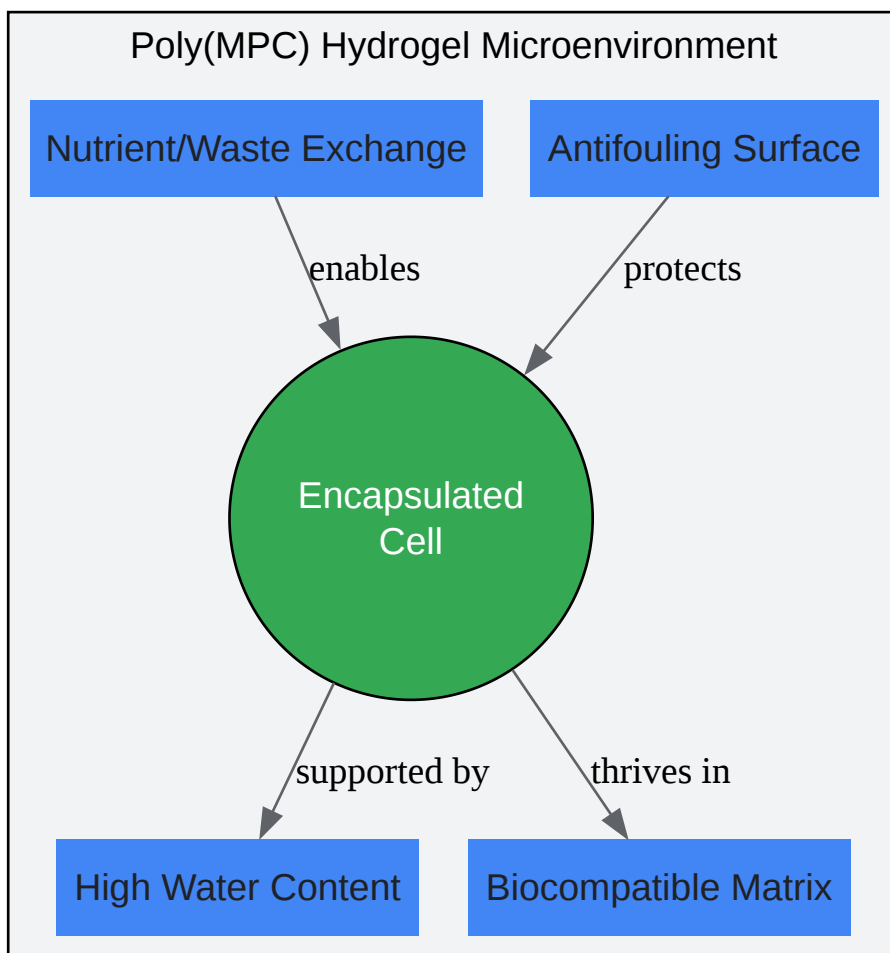 Poly(MPC) Hydrogel Microenvironment
Nutrient/Waste Exchange
Antifouling Surface
enables
protects
Encapsulated
Cell
supported by
thrives in
High Water Content
Biocompatible Matrix